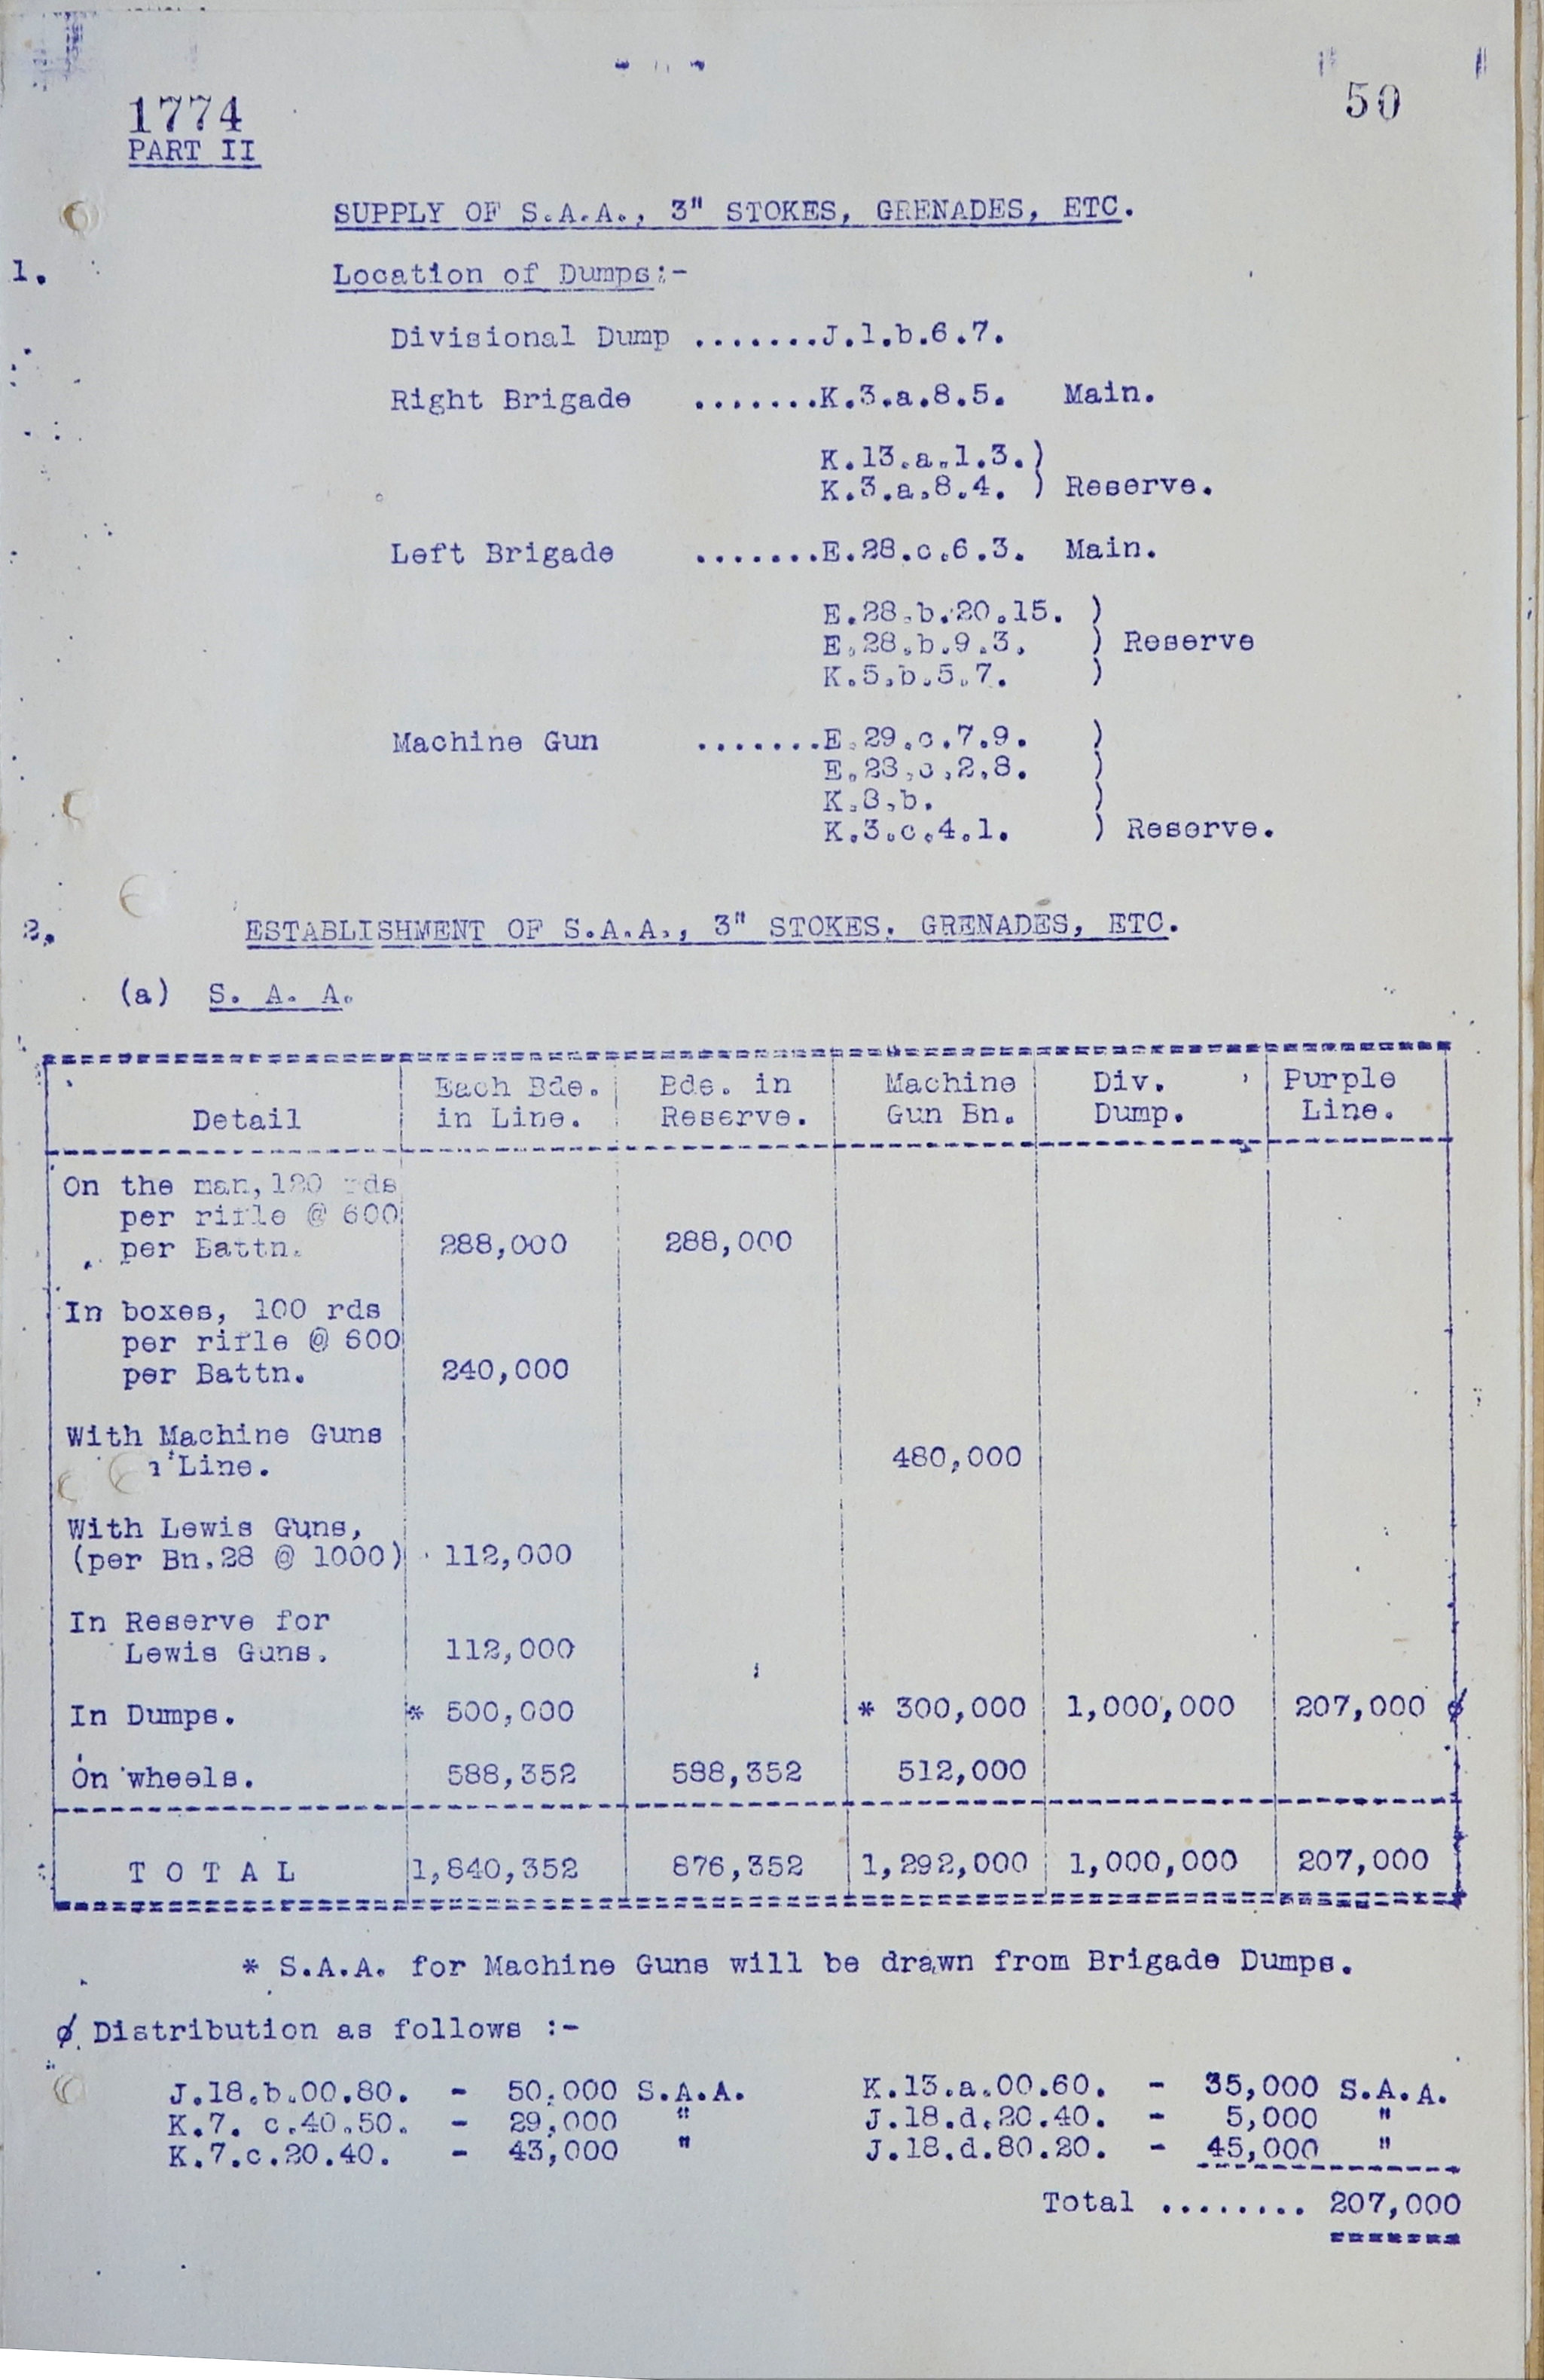 1774
50
PART II
SUPPLY OF S.A.A., 3" STOKES, GRENADES, ETC.
1. Location of Dumps:-
Divisional Dump .......J.1.b.6.7.
Right Brigade .......K.3.a.8.5. Main.
K.13.a.1.3.)
K.3.a.8.4. ) Reserve.
Left Brigade .......E.28.c.6.3. Main.
E.28.b.20.15. )
E.28.b.9.3. ) Reserve
K.5.b.5.7. )
Machine Gun .......E.29.c.7.9. )
E.23.c.2.8. )
K.8.b. )
K.3.c.4.1. ) Reserve.
2. ESTABLISHMENT OF S.A.A., 3" STOKES. GRENADES, ETC.
(a) S. A. A.
Each Bde. Bde. in Machine Div. Purple
Detail in Line. Reserve. Gun Bn. Dump. Line.
On the man, 120 rds
per rifle @ 600
per Battn. 288,000 288,000
In boxes, 100 rds
per rifle @ 600
per Battn. 240,000
With Machine Guns
Line. 480,000
With Lewis Guns,
(per Bn.28 @ 1000) 112,000
In Reserve for
Lewis Guns. 112,000
In Dumps. * 500,000 * 300,000 1,000,000 207,000 ∅
On wheels. 588,352 588,352 512,000
T O T A L 1,840,352 876,352 1,292,000 1,000,000 207,000
* S.A.A. for Machine Guns will be drawn from Brigade Dumps.
∅ Distribution as follows :-
J.18.b.00.80. - 50,000 S.A.A. K.13.a.00.60. - 35,000 S.A.A.
K.7. c.40.50. - 29,000 " J.18.d.20.40. - 5,000 "
K.7.c.20.40. - 43,000 " J.18.d.80.20. - 45,000 "
Total ........ 207,000